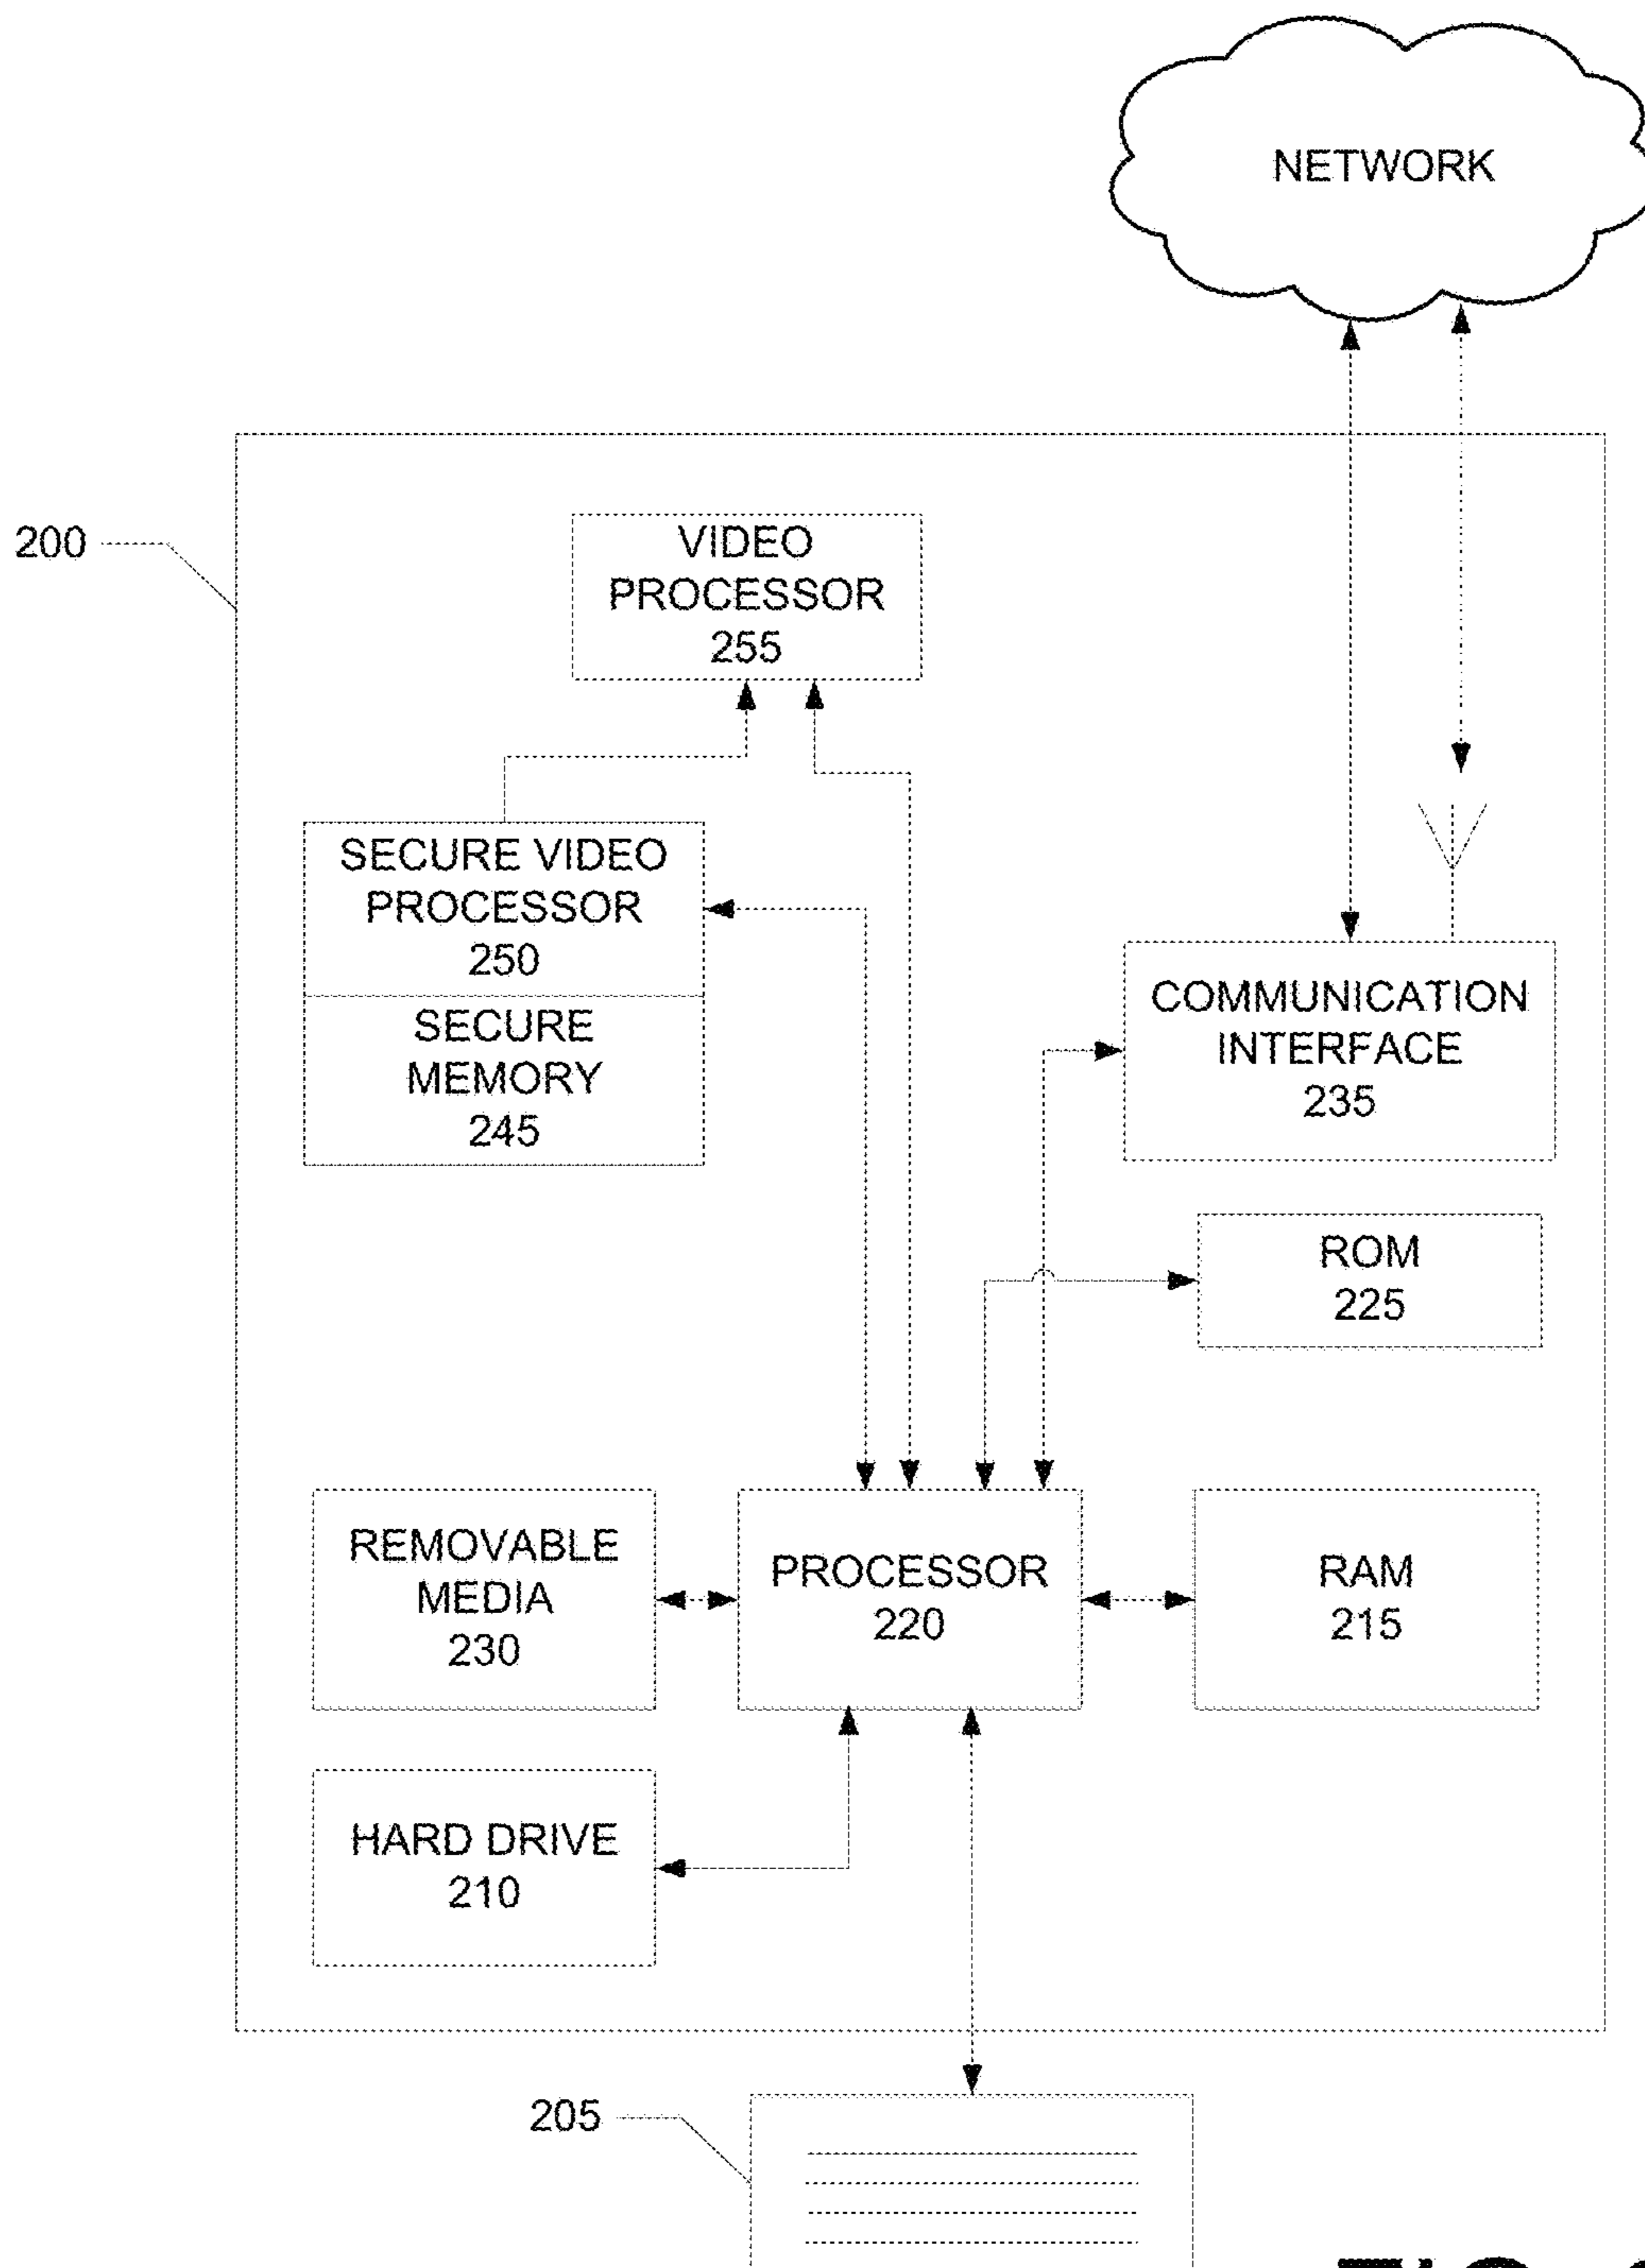 NETWORK
200
VIDEO
PROCESSOR
255
SECURE VIDEO
PROCESSOR
250
SECURE
MEMORY
245
COMMUNICATION
INTERFACE
235
ROM
225
REMOVABLE
MEDIA
230
PROCESSOR
220
RAM
215
HARD DRIVE
210
205